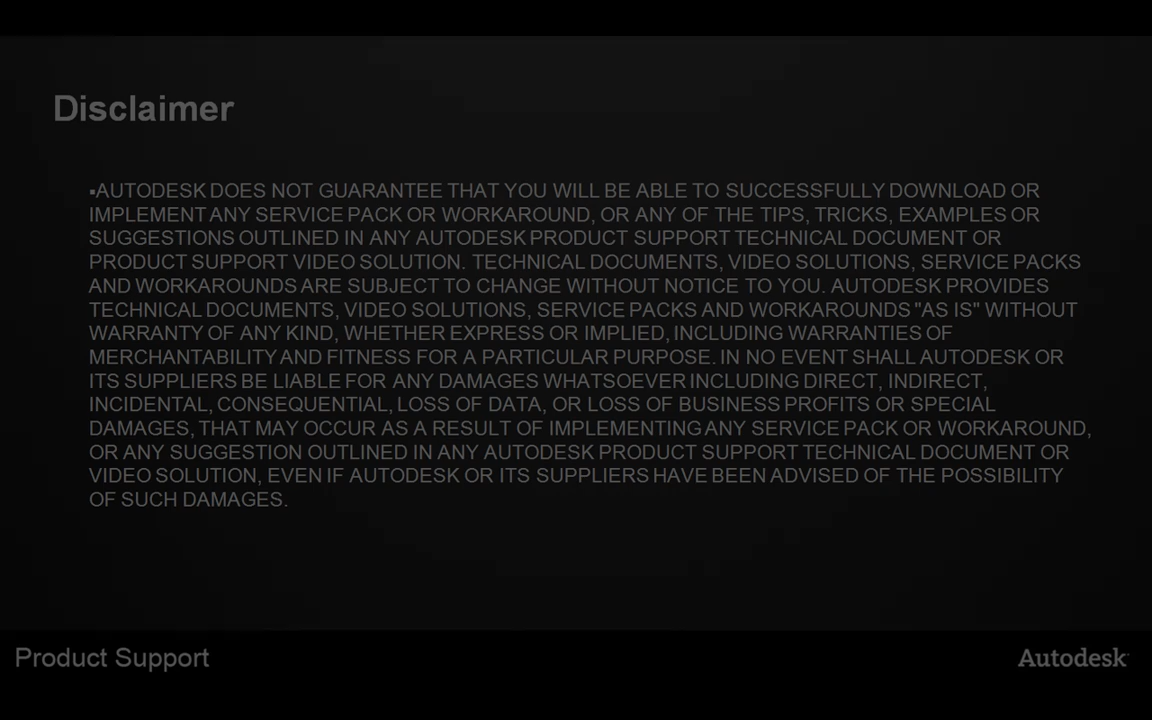 Disclaimer
▪AUTODESK DOES NOT GUARANTEE THAT YOU WILL BE ABLE TO SUCCESSFULLY DOWNLOAD OR
IMPLEMENT ANY SERVICE PACK OR WORKAROUND, OR ANY OF THE TIPS, TRICKS, EXAMPLES OR
SUGGESTIONS OUTLINED IN ANY AUTODESK PRODUCT SUPPORT TECHNICAL DOCUMENT OR
PRODUCT SUPPORT VIDEO SOLUTION. TECHNICAL DOCUMENTS, VIDEO SOLUTIONS, SERVICE PACKS
AND WORKAROUNDS ARE SUBJECT TO CHANGE WITHOUT NOTICE TO YOU. AUTODESK PROVIDES
TECHNICAL DOCUMENTS, VIDEO SOLUTIONS, SERVICE PACKS AND WORKAROUNDS "AS IS" WITHOUT
WARRANTY OF ANY KIND, WHETHER EXPRESS OR IMPLIED, INCLUDING WARRANTIES OF
MERCHANTABILITY AND FITNESS FOR A PARTICULAR PURPOSE. IN NO EVENT SHALL AUTODESK OR
ITS SUPPLIERS BE LIABLE FOR ANY DAMAGES WHATSOEVER INCLUDING DIRECT, INDIRECT,
INCIDENTAL, CONSEQUENTIAL, LOSS OF DATA, OR LOSS OF BUSINESS PROFITS OR SPECIAL
DAMAGES, THAT MAY OCCUR AS A RESULT OF IMPLEMENTING ANY SERVICE PACK OR WORKAROUND,
OR ANY SUGGESTION OUTLINED IN ANY AUTODESK PRODUCT SUPPORT TECHNICAL DOCUMENT OR
VIDEO SOLUTION, EVEN IF AUTODESK OR ITS SUPPLIERS HAVE BEEN ADVISED OF THE POSSIBILITY
OF SUCH DAMAGES.
Product Support
Autodesk